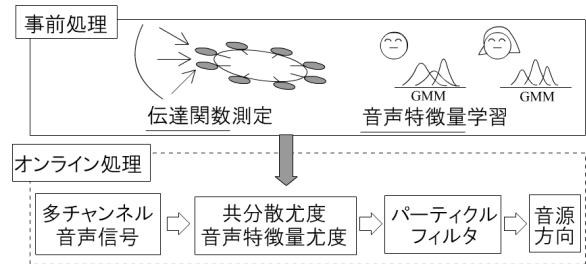 事前処理
GMM
GMM
伝達関数測定
音声特徴量学習
オンライン処理
多チャンネル
音声信号
共分散尤度
音声特徴量尤度
パーティクル
フィルタ
音源
方向